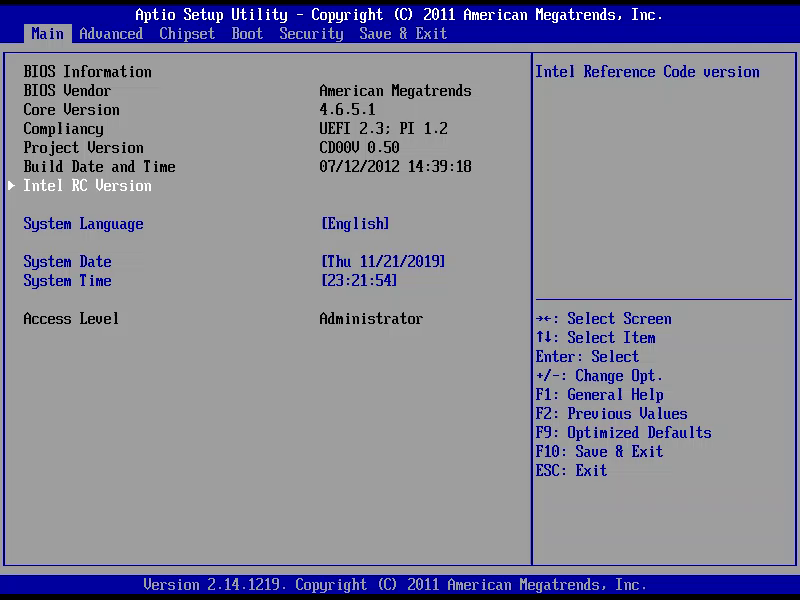 Aptio Setup Utility - Copyright (C) 2011 American Megatrends, Inc.
Main Advanced Chipset Boot Security Save & Exit
BIOS Information
BIOS Vendor American Megatrends
Core Version 4.6.5.1
Compliancy UEFI 2.3; PI 1.2
Project Version CD00V 0.50
Build Date and Time 07/12/2012 14:39:18
Intel RC Version
System Language [English]
System Date [Thu 11/21/2019]
System Time [23:21:54]
Access Level Administrator
Intel Reference Code version
→←: Select Screen
↑↓: Select Item
Enter: Select
+/-: Change Opt.
F1: General Help
F2: Previous Values
F9: Optimized Defaults
F10: Save & Exit
ESC: Exit
Version 2.14.1219. Copyright (C) 2011 American Megatrends, Inc.